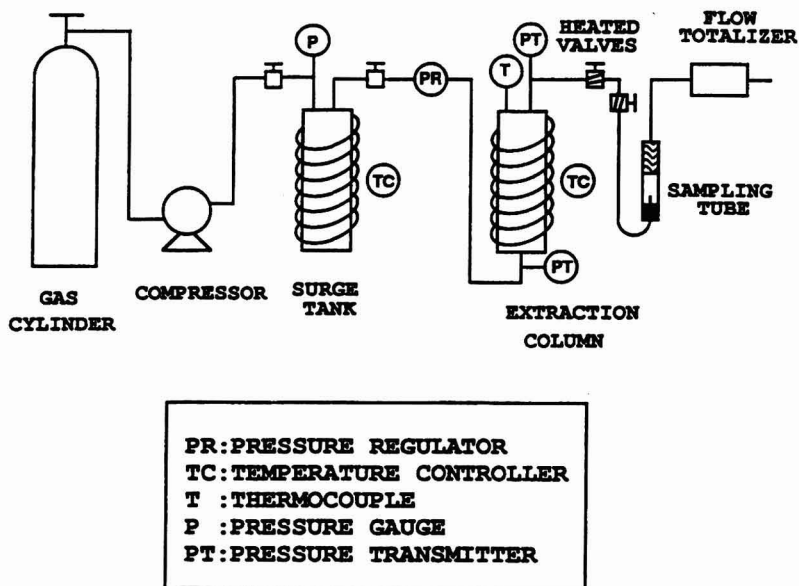 P
PT
T
HEATED
VALVES
FLOW
TOTALIZER
PR
TC
TC
SAMPLING
TUBE
PT
GAS
CYLINDER
COMPRESSOR
SURGE
TANK
EXTRACTION
COLUMN
PR:PRESSURE REGULATOR
TC:TEMPERATURE CONTROLLER
T :THERMOCOUPLE
P :PRESSURE GAUGE
PT:PRESSURE TRANSMITTER